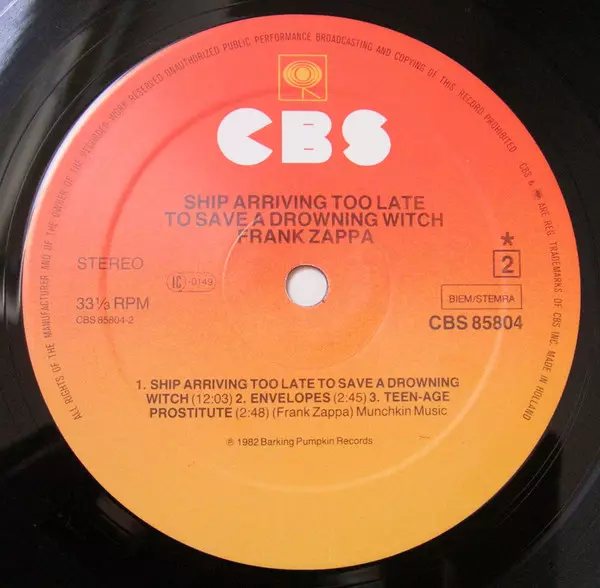 ALL RIGHTS OF THE MANUFACTURER AND OF THE OWNER OF THE RECORDED WORK RESERVED UNAUTHORIZED PUBLIC PERFORMANCE BROADCASTING AND COPYING OF THIS RECORD PROHIBITED
CBS & AKE REG. TRADEMARKS OF CBS INC. MADE IN HOLLAND
CBS
SHIP ARRIVING TOO LATE
TO SAVE A DROWNING WITCH
FRANK ZAPPA
STEREO
IC -0149
*
2
33⅓ RPM
CBS 85804-2
BIEM/STEMRA
CBS 85804
1. SHIP ARRIVING TOO LATE TO SAVE A DROWNING
WITCH (12:03) 2. ENVELOPES (2:45) 3. TEEN-AGE
PROSTITUTE (2:48) (Frank Zappa) Munchkin Music
℗ 1982 Barking Pumpkin Records